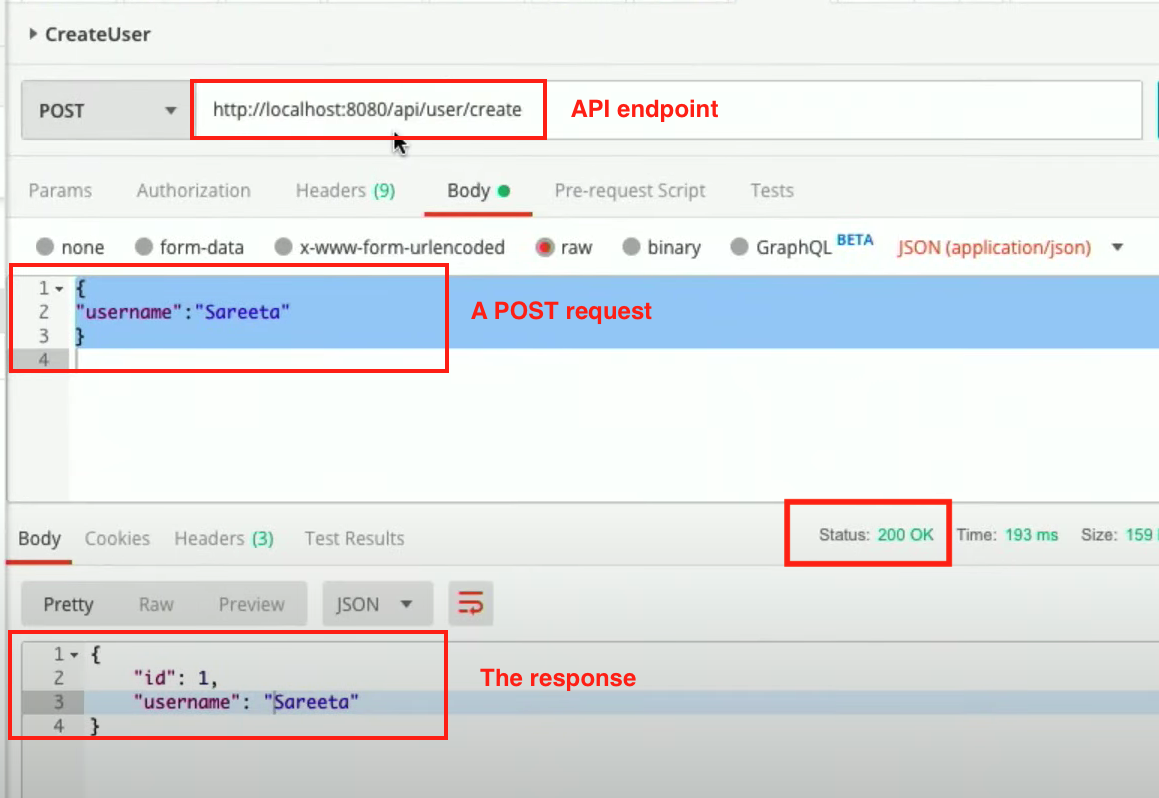 CreateUser
POST http://localhost:8080/api/user/create API endpoint
Params Authorization Headers (9) Body Pre-request Script Tests
none form-data x-www-form-urlencoded raw binary GraphQL BETA JSON (application/json)
1 {
2 "username":"Sareeta" A POST request
3 }
4
Body Cookies Headers (3) Test Results Status: 200 OK Time: 193 ms Size: 159
Pretty Raw Preview JSON
1 {
2 "id": 1, The response
3 "username": "Sareeta"
4 }